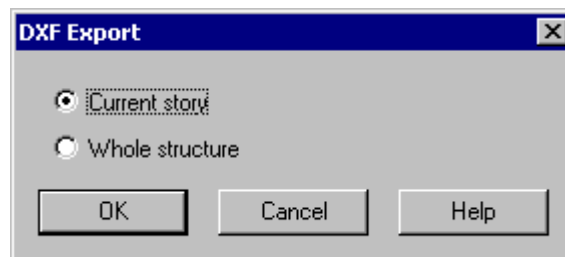 DXF Export
Current story
Whole structure
OK Cancel Help